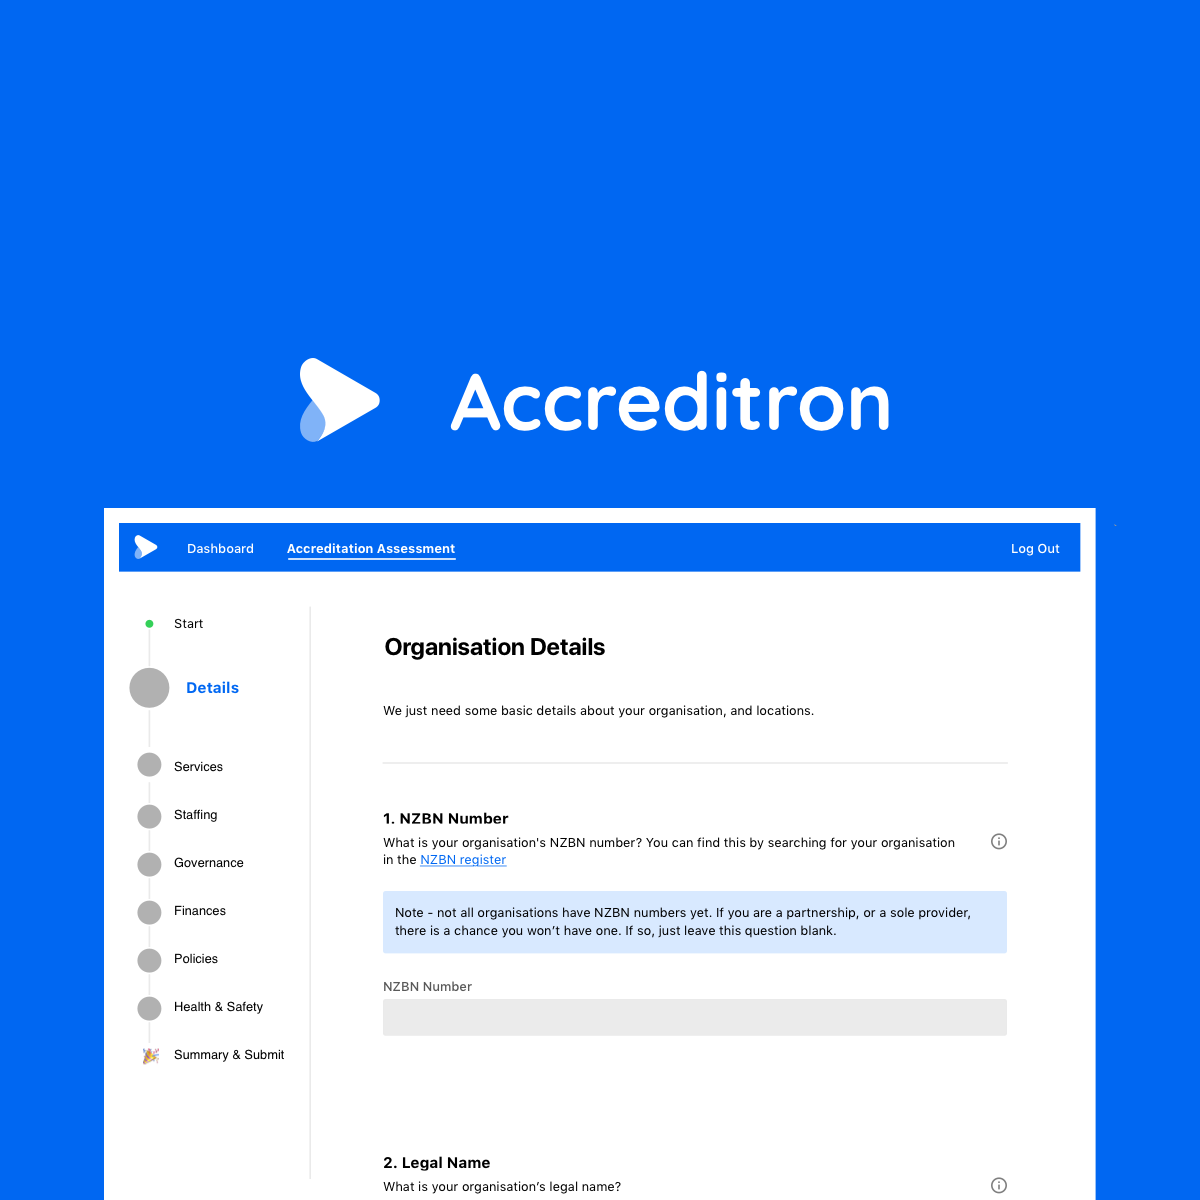 Accreditron
Dashboard
Accreditation Assessment
Log Out
Start
Details
Services
Staffing
Governance
Finances
Policies
Health & Safety
Summary & Submit
Organisation Details
We just need some basic details about your organisation, and locations.
1. NZBN Number
What is your organisation's NZBN number? You can find this by searching for your organisation
in the NZBN register
Note - not all organisations have NZBN numbers yet. If you are a partnership, or a sole provider,
there is a chance you won’t have one. If so, just leave this question blank.
NZBN Number
2. Legal Name
What is your organisation’s legal name?